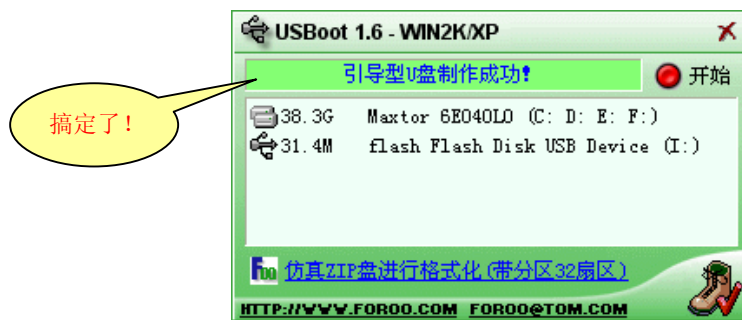 USBoot 1.6 - WIN2K/XP
引导型U盘制作成功!
开始
搞定了!
38.3G Maxtor 6E040L0 (C: D: E: F:)
31.4M flash Flash Disk USB Device (I:)
Foo 仿真ZIP盘进行格式化(带分区32扇区)
HTTP://WWW.FOROO.COM FOROO@TOM.COM